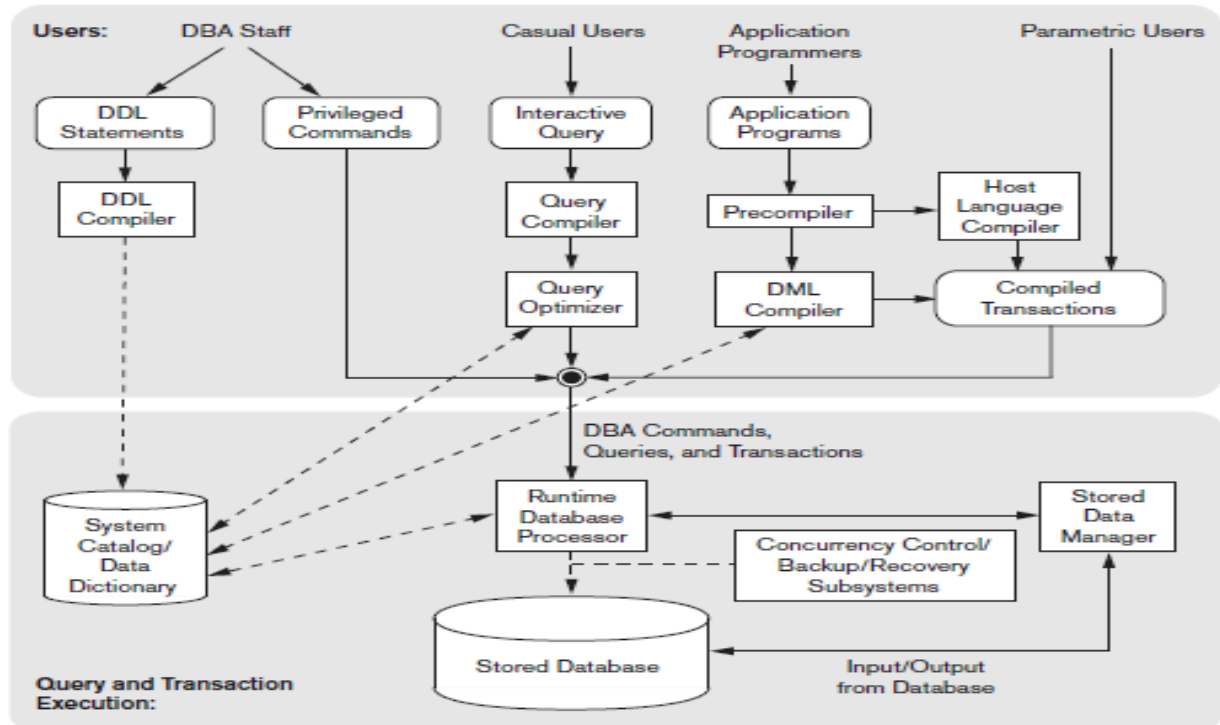 Users:
DBA Staff
Casual Users
Application
Programmers
Parametric Users
DDL
Statements
Privileged
Commands
Interactive
Query
Application
Programs
DDL
Compiler
Query
Compiler
Precompiler
Host
Language
Compiler
Query
Optimizer
DML
Compiler
Compiled
Transactions
DBA Commands,
Queries, and Transactions
System
Catalog/
Data
Dictionary
Runtime
Database
Processor
Stored
Data
Manager
Concurrency Control/
Backup/Recovery
Subsystems
Stored Database
Input/Output
from Database
Query and Transaction
Execution: